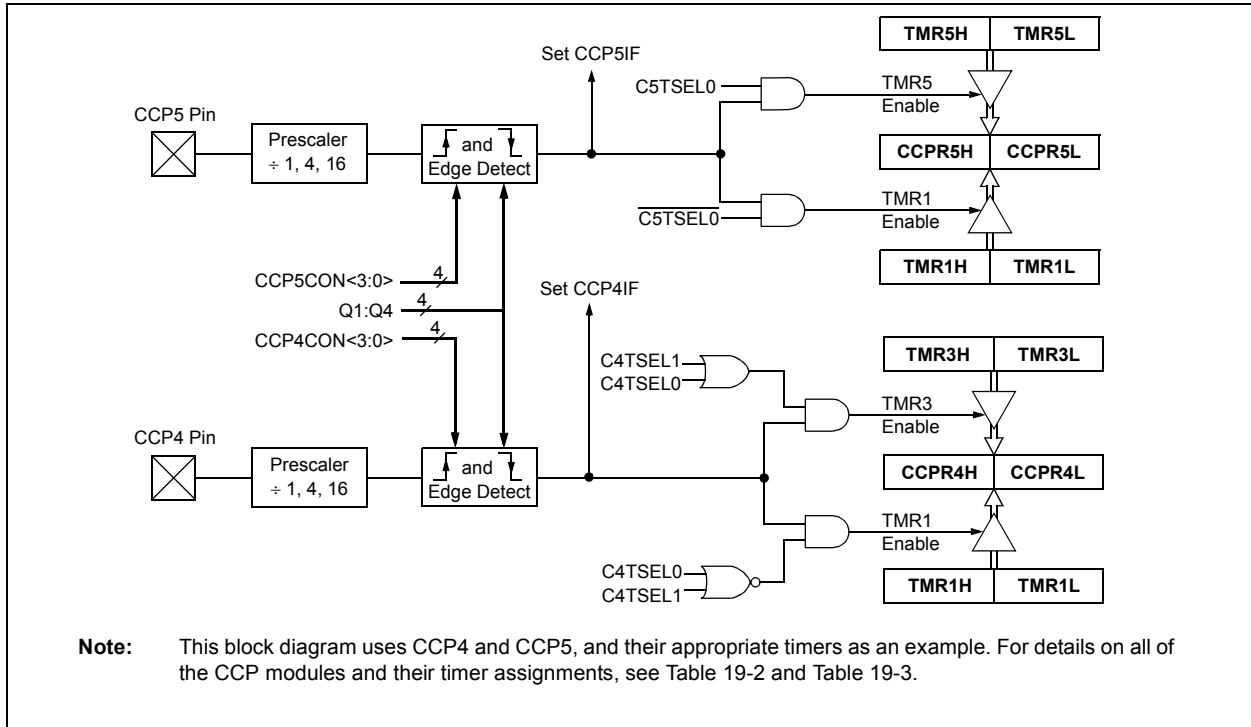 TMR5H TMR5L
Set CCP5IF
C5TSEL0
TMR5
Enable
CCP5 Pin
Prescaler
÷ 1, 4, 16
and
Edge Detect
CCPR5H CCPR5L
C5TSEL0
TMR1
Enable
TMR1H TMR1L
CCP5CON<3:0> 4
Q1:Q4 4
CCP4CON<3:0> 4
Set CCP4IF
TMR3H TMR3L
C4TSEL1
C4TSEL0
TMR3
Enable
CCP4 Pin
Prescaler
÷ 1, 4, 16
and
Edge Detect
CCPR4H CCPR4L
TMR1
Enable
C4TSEL0
C4TSEL1
TMR1H TMR1L
Note: This block diagram uses CCP4 and CCP5, and their appropriate timers as an example. For details on all of
the CCP modules and their timer assignments, see Table 19-2 and Table 19-3.